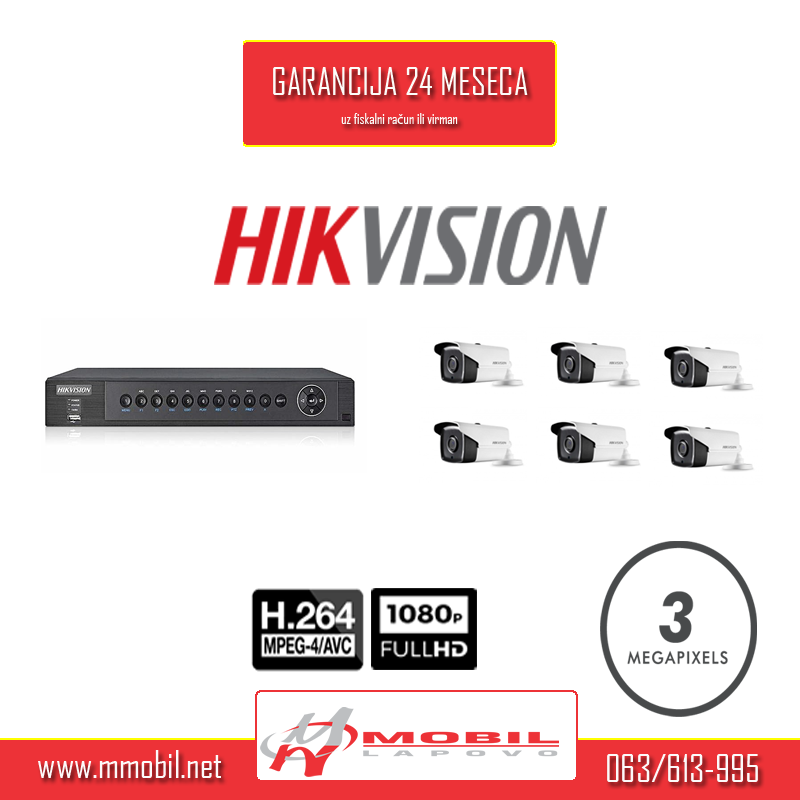 GARANCIJA 24 MESECA
uz fiskalni račun ili virman
HIKVISION
HIKVISION
H.264
MPEG-4/AVC
1080p
FULLHD
3
MEGAPIXELS
MOBIL
LAPOVO
www.mmobil.net
063/613-995